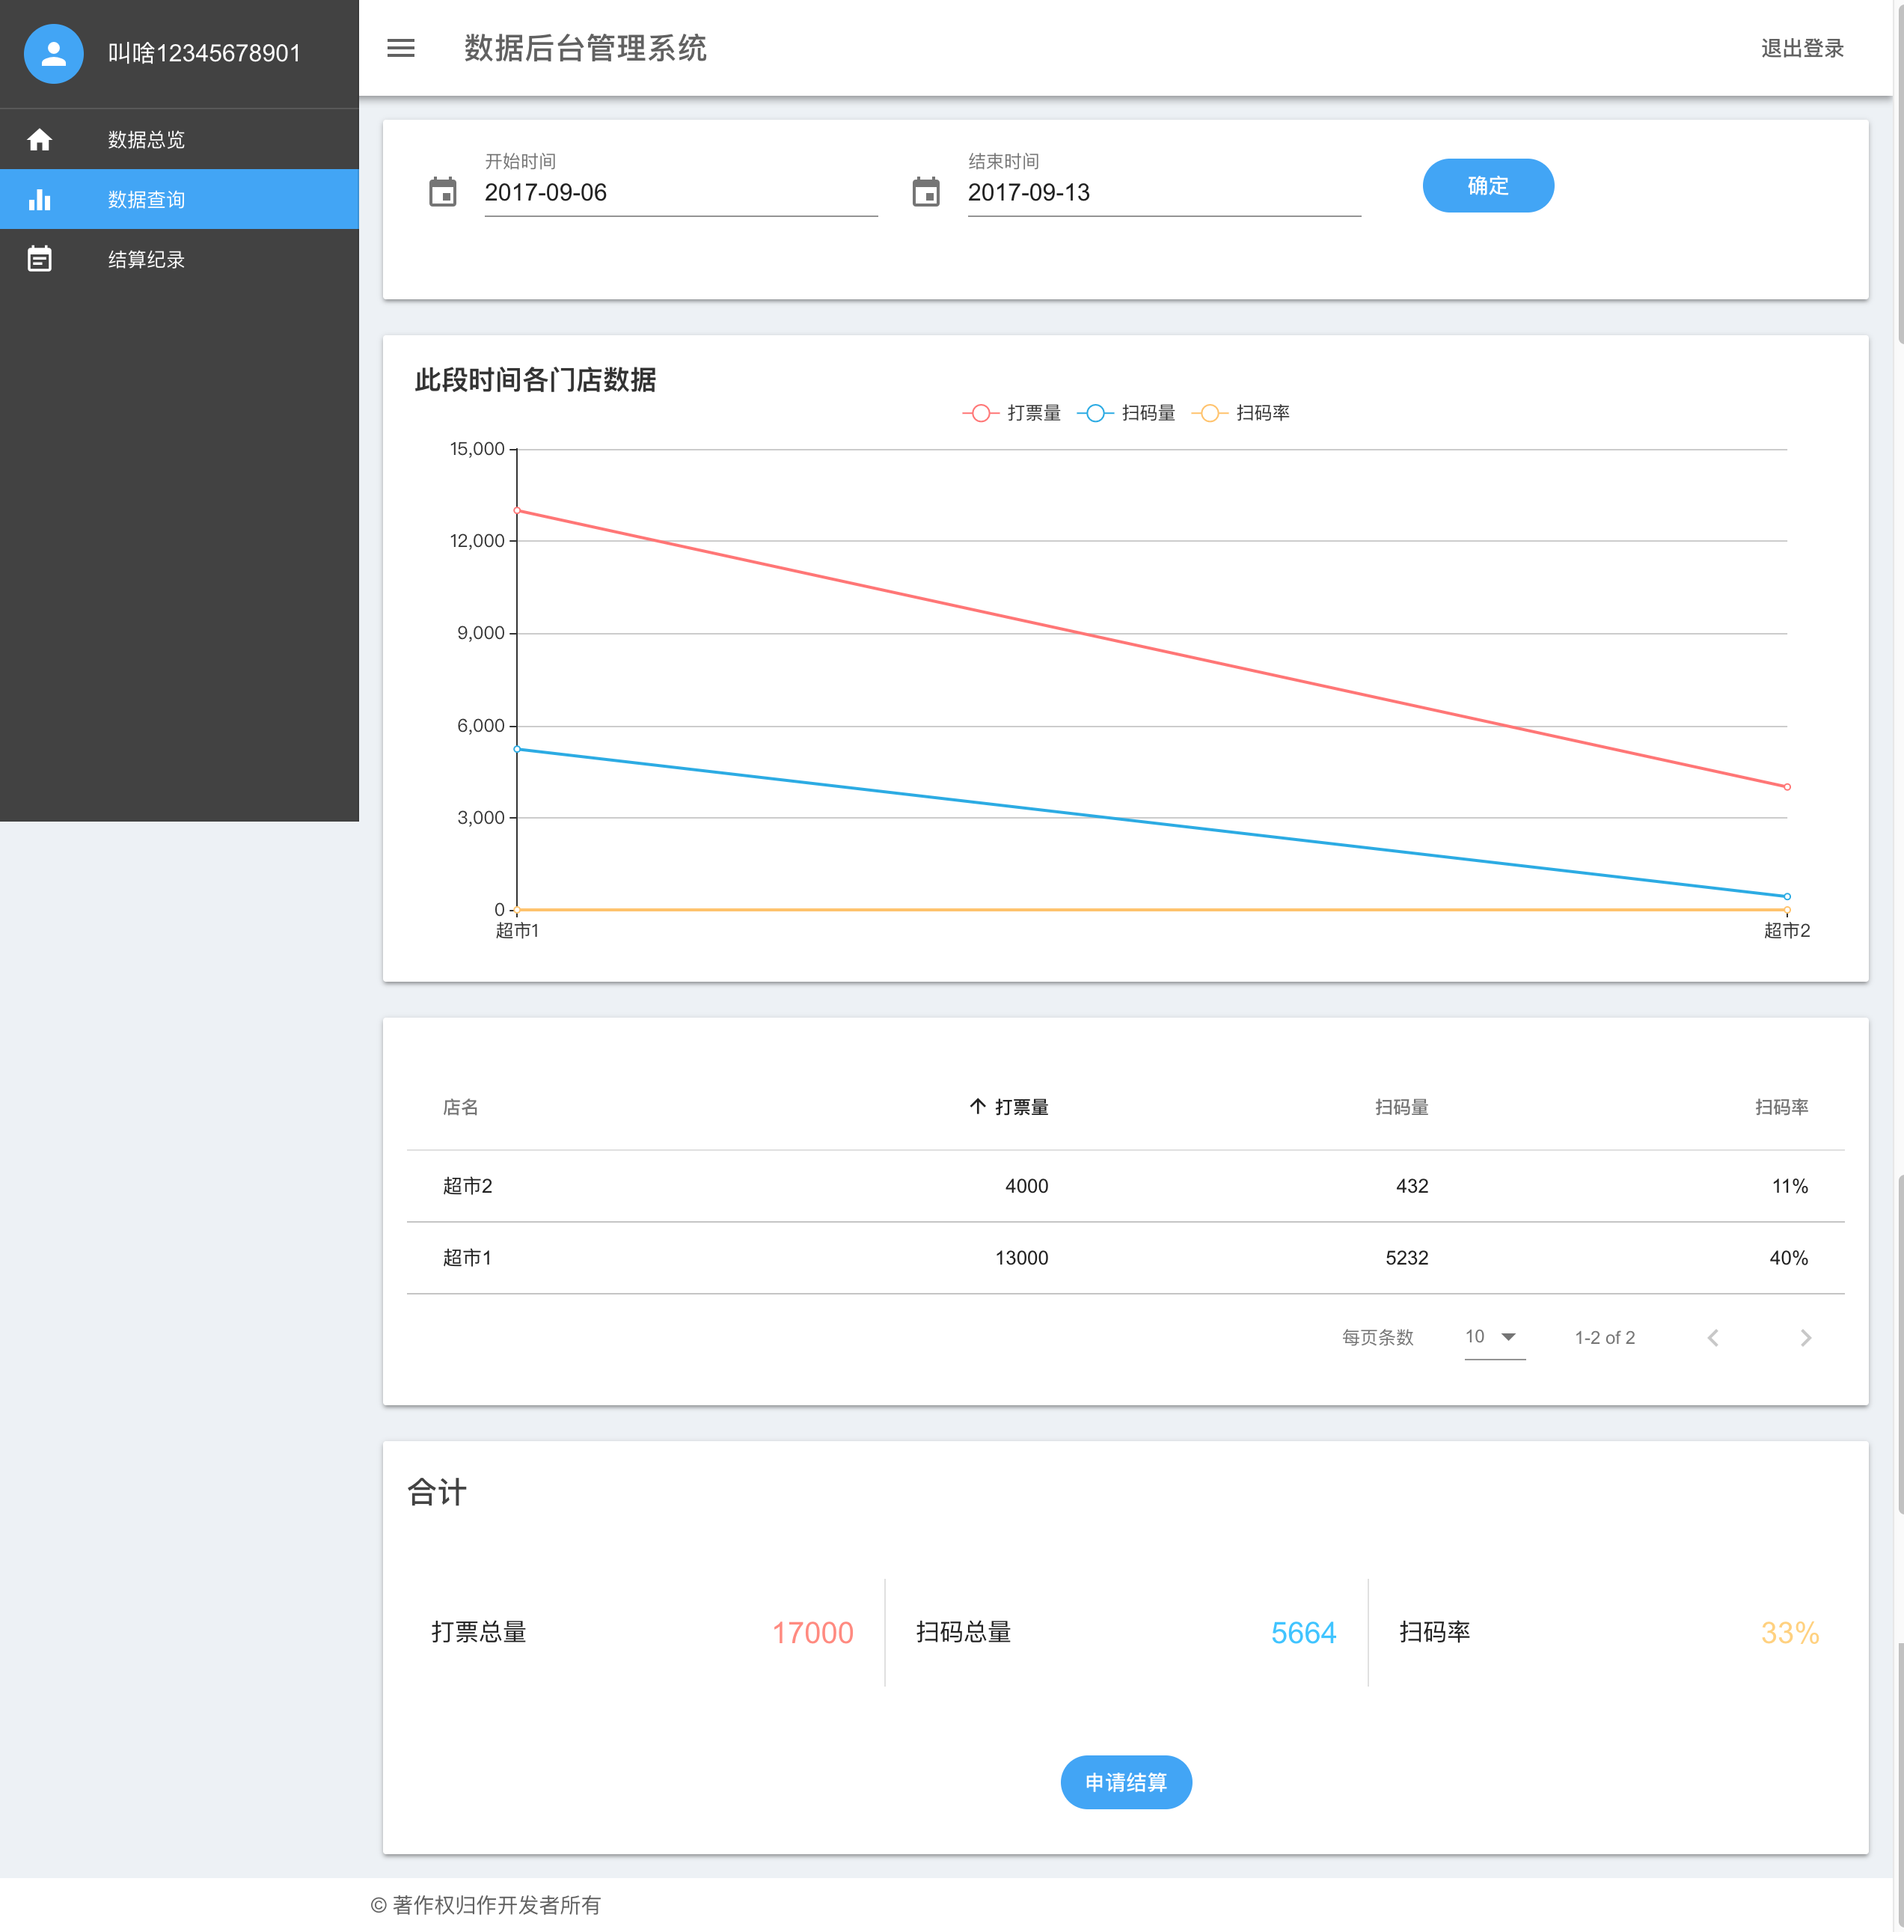 叫啥12345678901
数据总览
数据查询
结算纪录
数据后台管理系统
退出登录
开始时间
2017-09-06
结束时间
2017-09-13
确定
此段时间各门店数据
打票量 扫码量 扫码率
15,000
12,000
9,000
6,000
3,000
0
超市1 超市2
店名 打票量 扫码量 扫码率
超市2 4000 432 11%
超市1 13000 5232 40%
每页条数 10 1-2 of 2
合计
打票总量 17000 扫码总量 5664 扫码率 33%
申请结算
© 著作权归作开发者所有